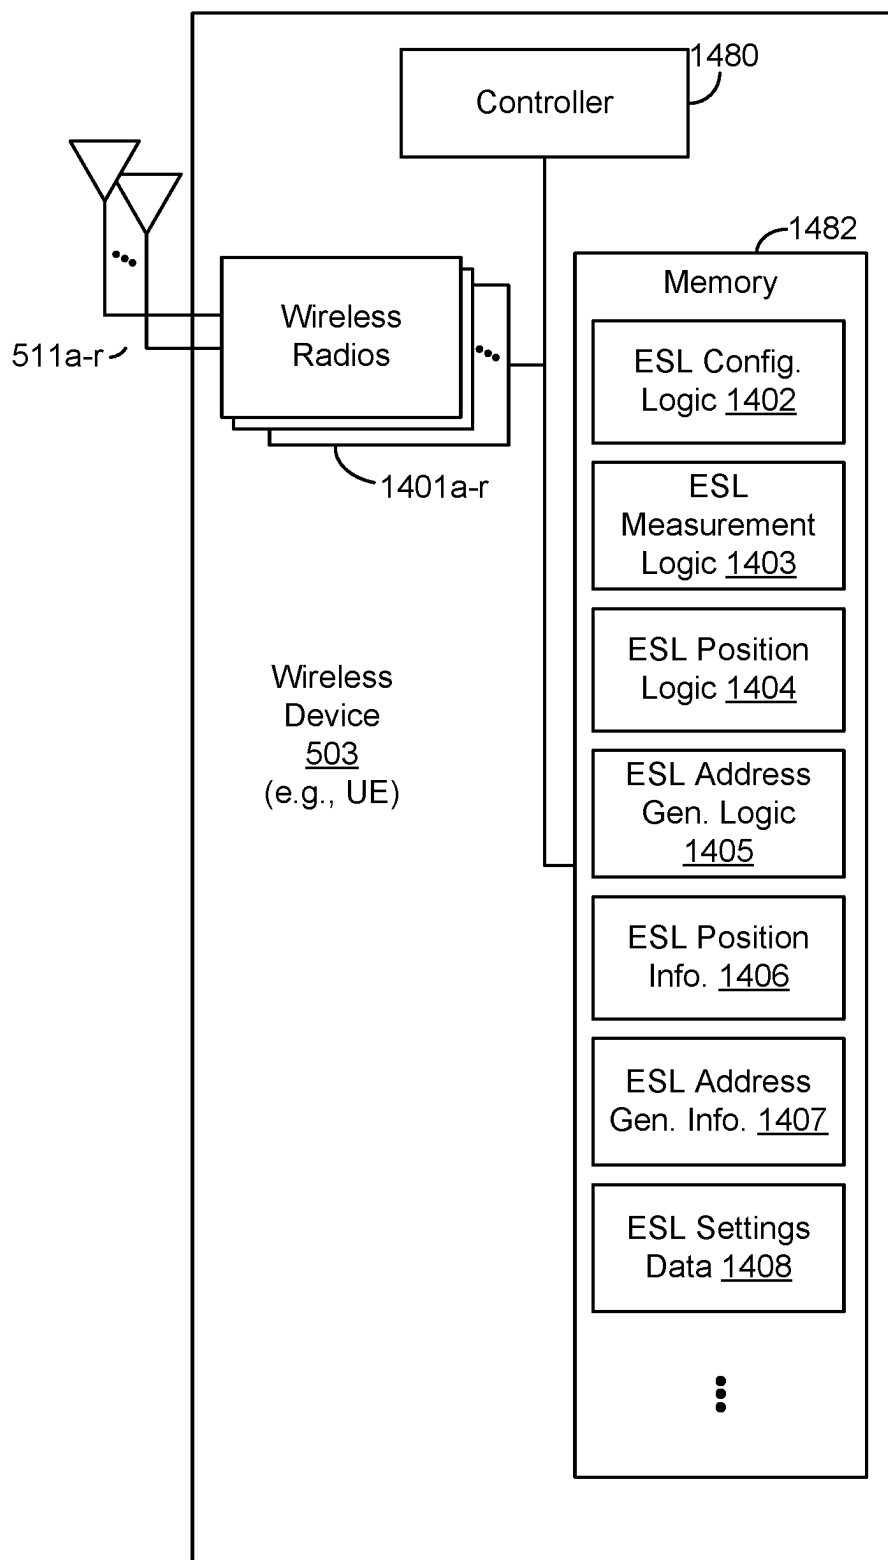 1480
Controller
1482
Memory
Wireless
Radios
511a-r
1401a-r
ESL Config.
Logic 1402
ESL
Measurement
Logic 1403
ESL Position
Logic 1404
Wireless
Device
503
(e.g., UE)
ESL Address
Gen. Logic
1405
ESL Position
Info. 1406
ESL Address
Gen. Info. 1407
ESL Settings
Data 1408